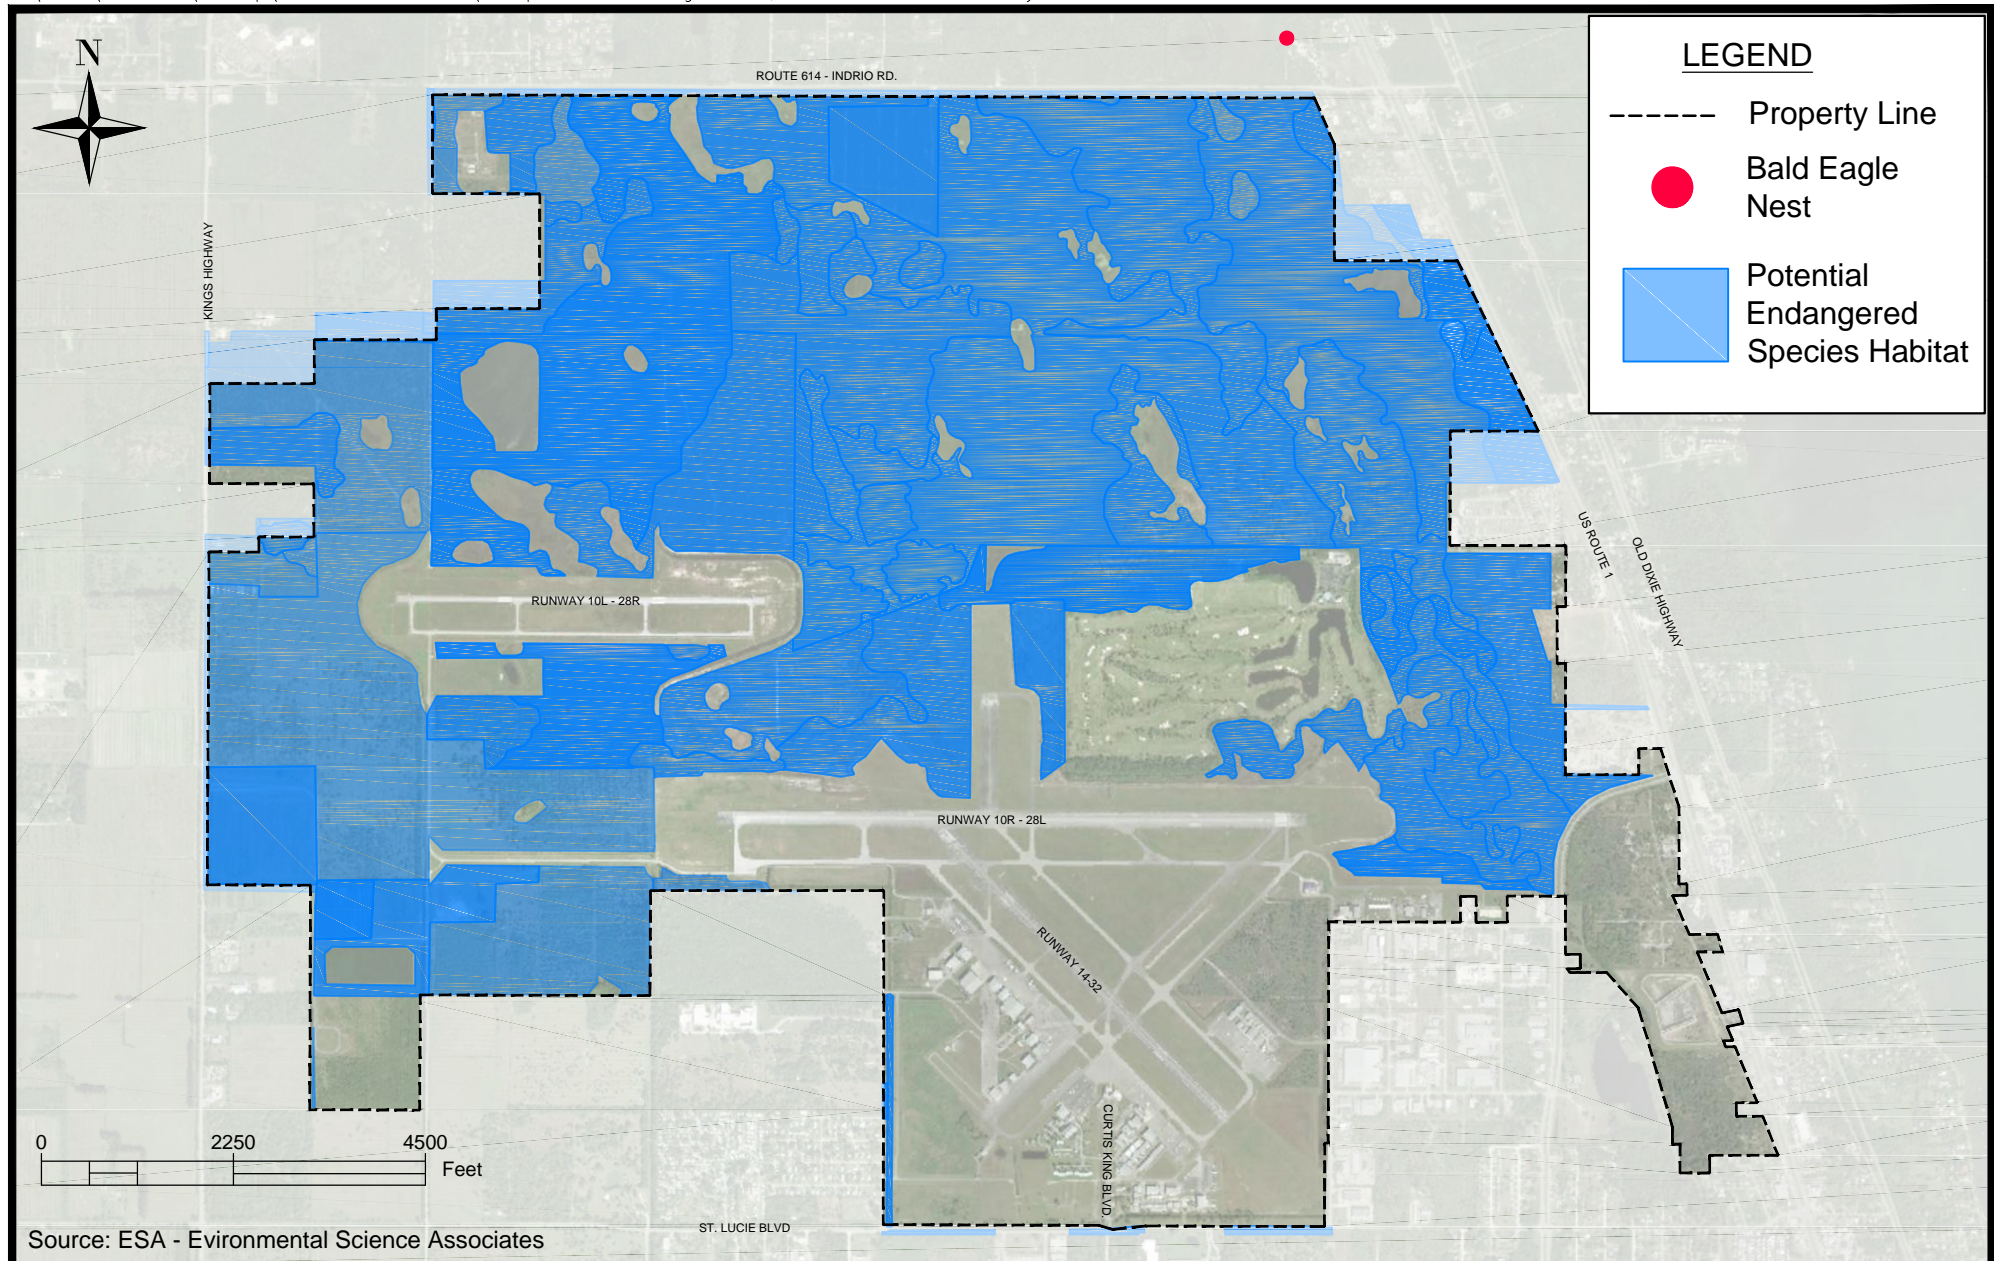 N
ROUTE 614 - INDRIO RD.
LEGEND
Property Line
Bald Eagle
Nest
Potential
Endangered
Species Habitat
KINGS HIGHWAY
US ROUTE 1
OLD DIXIE HIGHWAY
RUNWAY 10L - 28R
RUNWAY 10R - 28L
RUNWAY 14-32
CURTIS KING BLVD.
ST. LUCIE BLVD
0 2250 4500
Feet
Source: ESA - Evironmental Science Associates